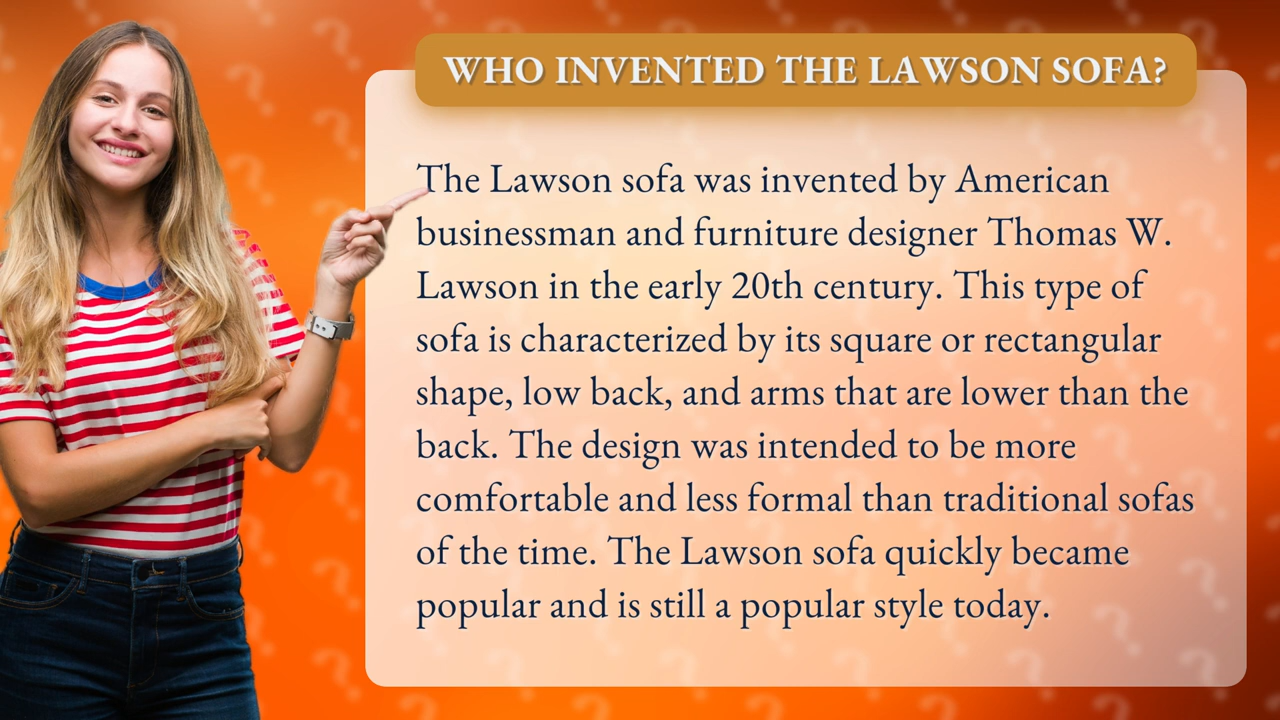 WHO INVENTED THE LAWSON SOFA?
The Lawson sofa was invented by American
businessman and furniture designer Thomas W.
Lawson in the early 20th century. This type of
sofa is characterized by its square or rectangular
shape, low back, and arms that are lower than the
back. The design was intended to be more
comfortable and less formal than traditional sofas
of the time. The Lawson sofa quickly became
popular and is still a popular style today.